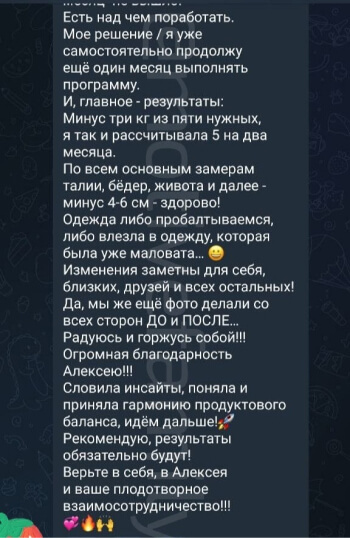 Есть над чем поработать.
Мое решение / я уже
самостоятельно продолжу
ещё один месяц выполнять
программу.
И, главное - результаты:
Минус три кг из пяти нужных,
я так и рассчитывала 5 на два
месяца.
По всем основным замерам
талии, бёдер, живота и далее -
минус 4-6 см - здорово!
Одежда либо пробалтываемся,
либо влезла в одежду, которая
была уже маловата... 😀
Изменения заметны для себя,
близких, друзей и всех остальных!
Да, мы же ещё фото делали со
всех сторон ДО и ПОСЛЕ...
Радуюсь и горжусь собой!!!
Огромная благодарность
Алексею!!!
Словила инсайты, поняла и
приняла гармонию продуктового
баланса, идём дальше!🚀
Рекомендую, результаты
обязательно будут!
Верьте в себя, в Алексея
и ваше плодотворное
взаимосотрудничество!!!
💞🔥🙌